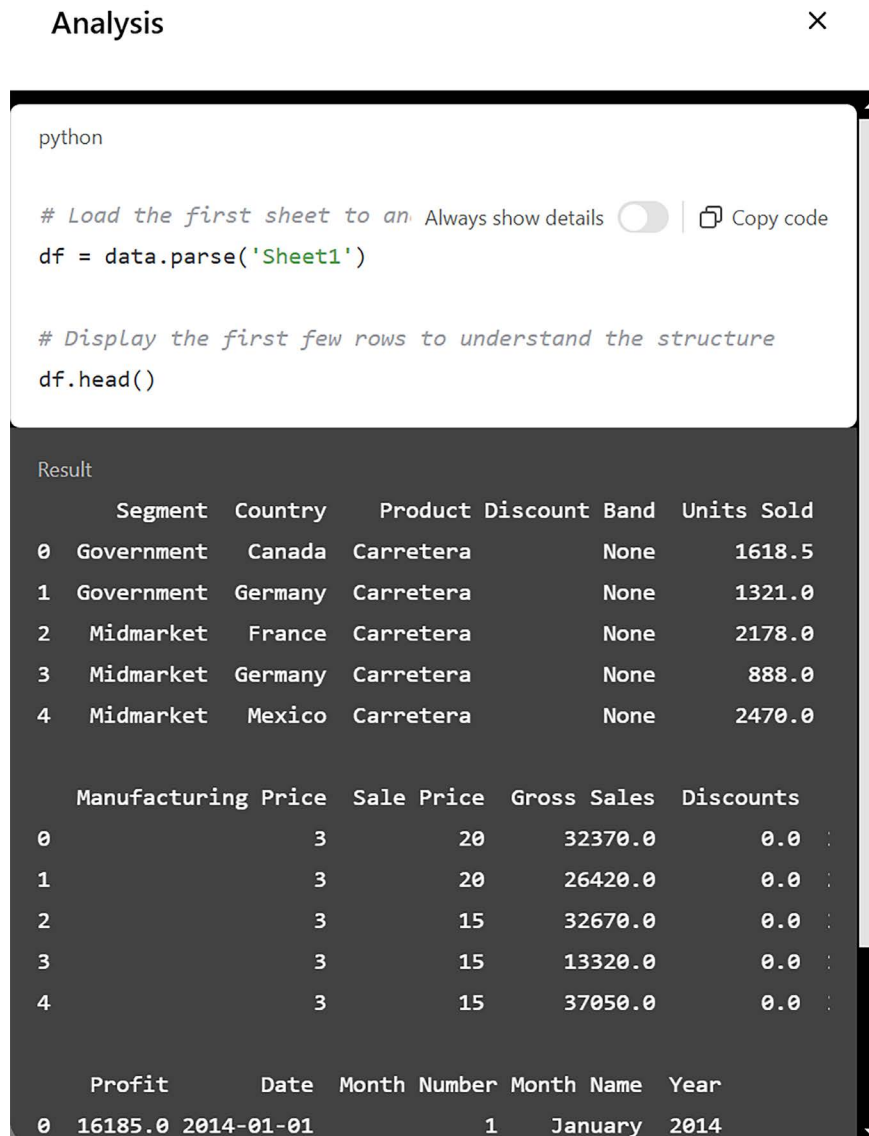 Analysis
python
# Load the first sheet to an Always show details Copy code
df = data.parse('Sheet1')
# Display the first few rows to understand the structure
df.head()
Result
Segment Country Product Discount Band Units Sold
0 Government Canada Carretera None 1618.5
1 Government Germany Carretera None 1321.0
2 Midmarket France Carretera None 2178.0
3 Midmarket Germany Carretera None 888.0
4 Midmarket Mexico Carretera None 2470.0
Manufacturing Price Sale Price Gross Sales Discounts
0 3 20 32370.0 0.0
1 3 20 26420.0 0.0
2 3 15 32670.0 0.0
3 3 15 13320.0 0.0
4 3 15 37050.0 0.0
Profit Date Month Number Month Name Year
0 16185.0 2014-01-01 1 January 2014